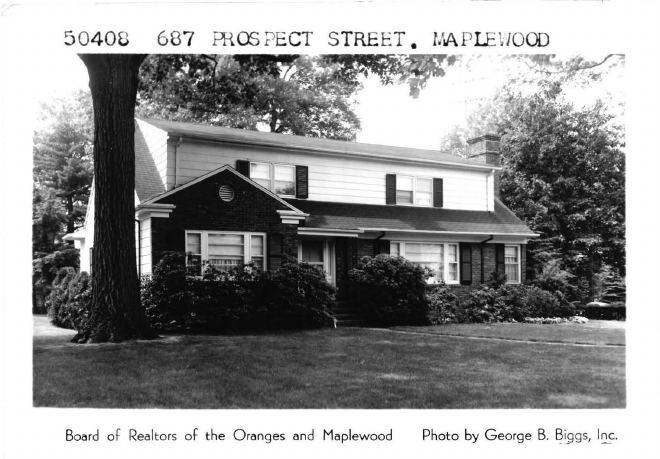 50408 687 PROSPECT STREET. MAPLEWOOD
Board of Realtors of the Oranges and Maplewood Photo by George B. Biggs, Inc.